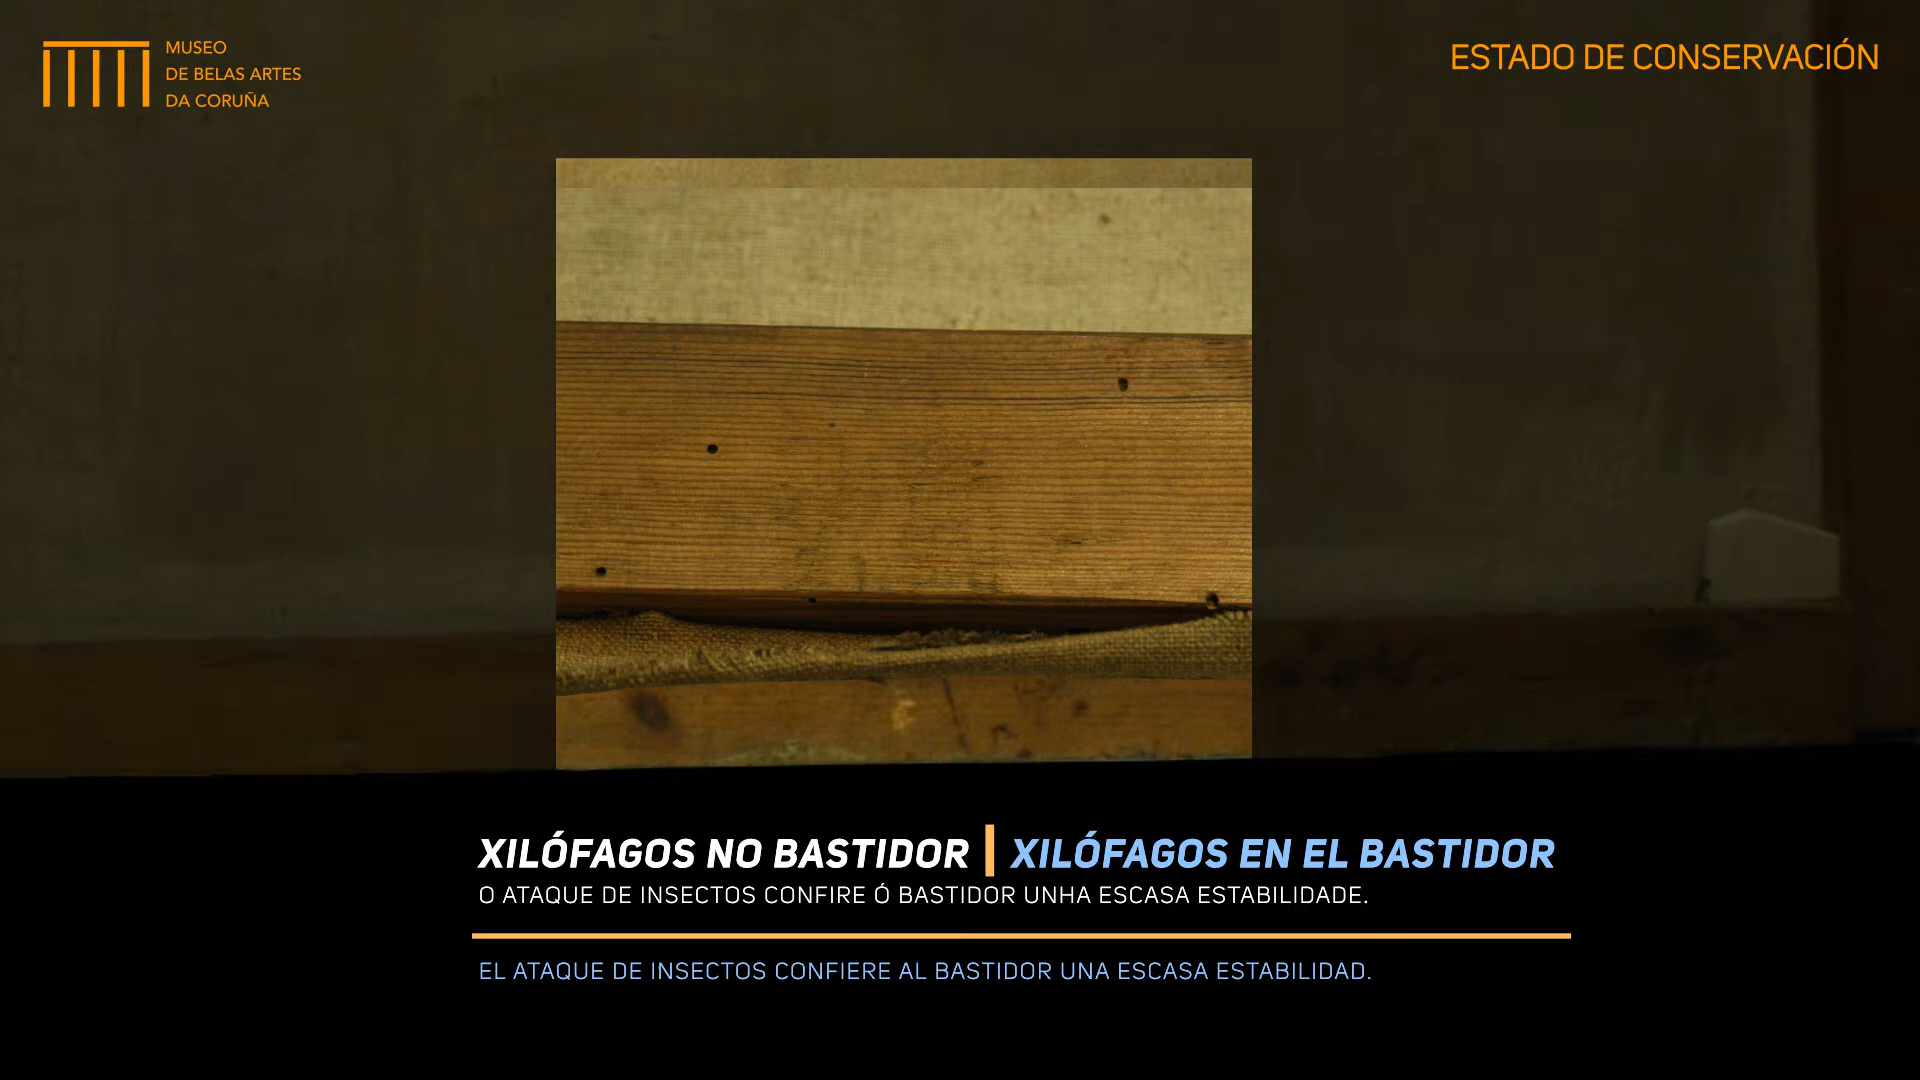 MUSEO
DE BELAS ARTES
DA CORUÑA
ESTADO DE CONSERVACIÓN
XILÓFAGOS NO BASTIDOR | XILÓFAGOS EN EL BASTIDOR
O ATAQUE DE INSECTOS CONFIRE Ó BASTIDOR UNHA ESCASA ESTABILIDADE.
EL ATAQUE DE INSECTOS CONFIERE AL BASTIDOR UNA ESCASA ESTABILIDAD.